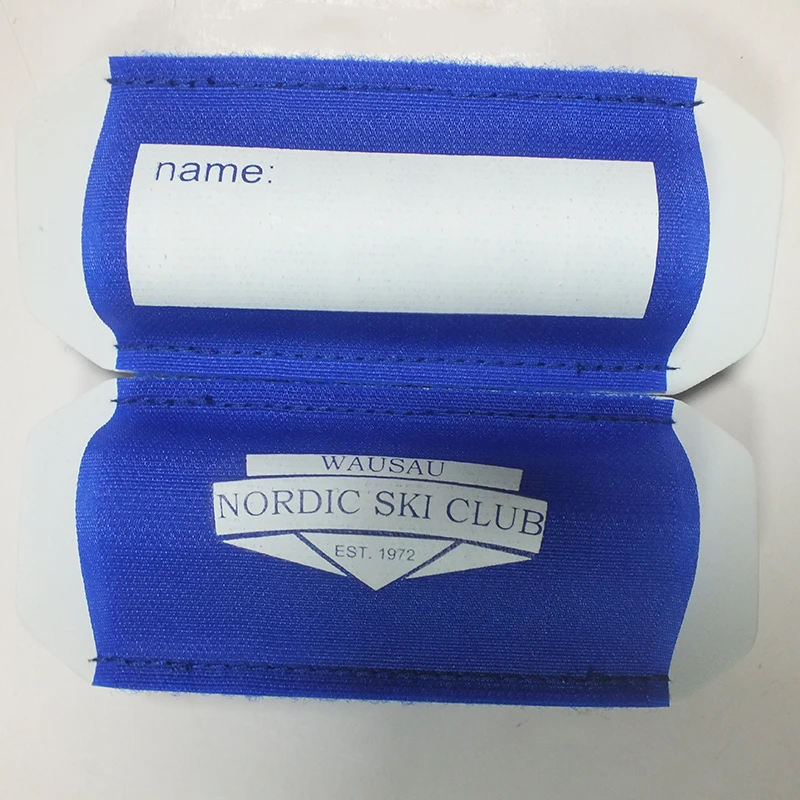 name:
WAUSAU
NORDIC SKI CLUB
EST. 1972